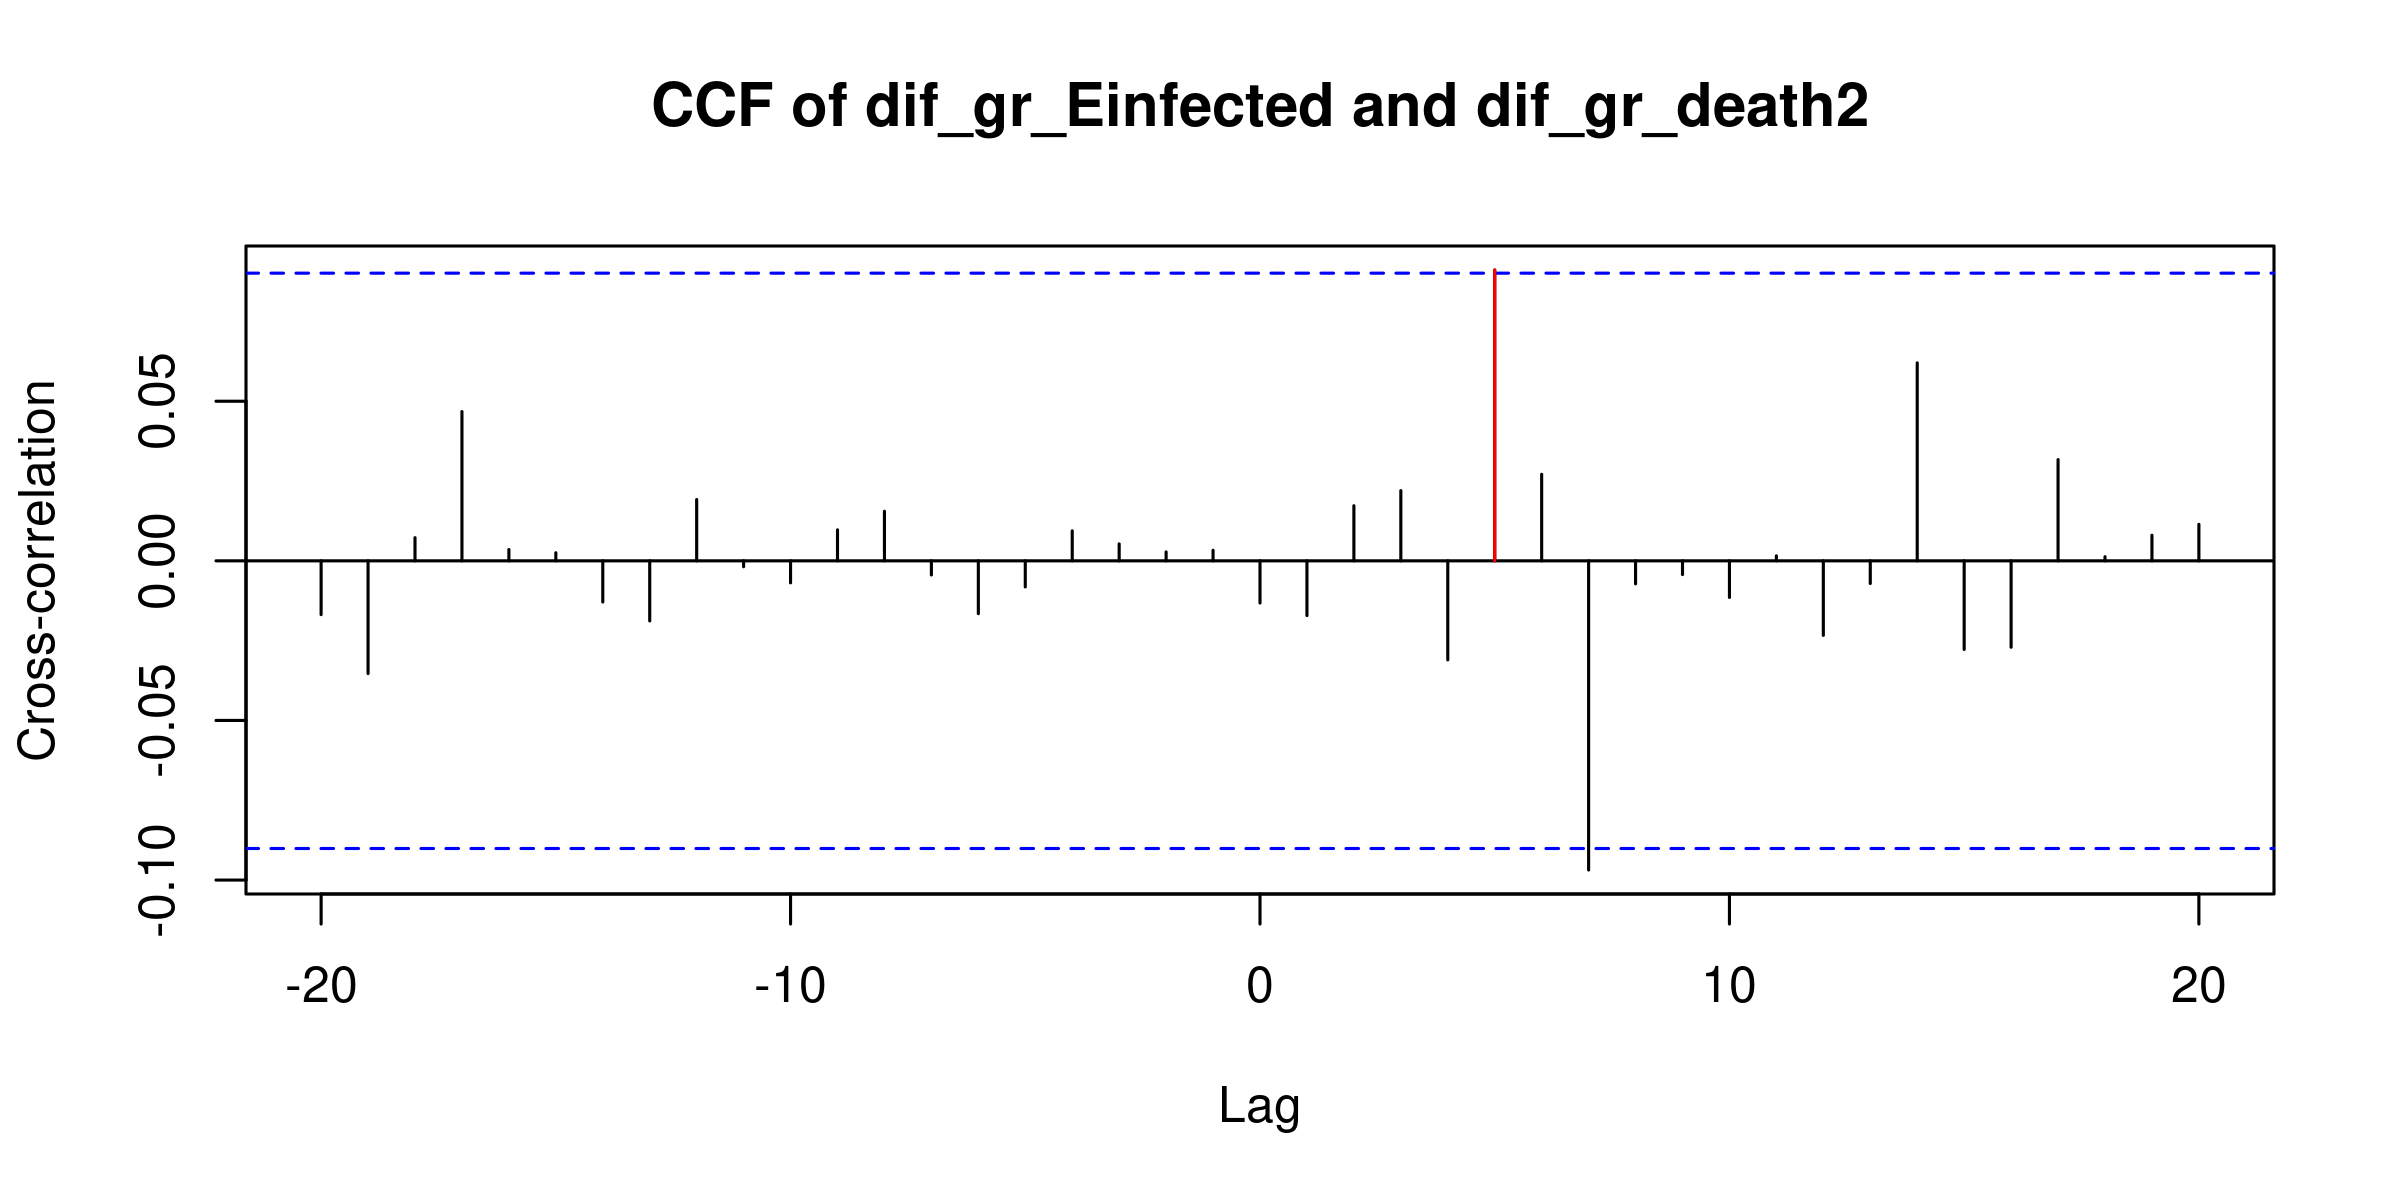 CCF of dif_gr_Einfected and dif_gr_death2
Cross-correlation
0.05
0.00
-0.05
-0.10
-20 -10 0 10 20
Lag